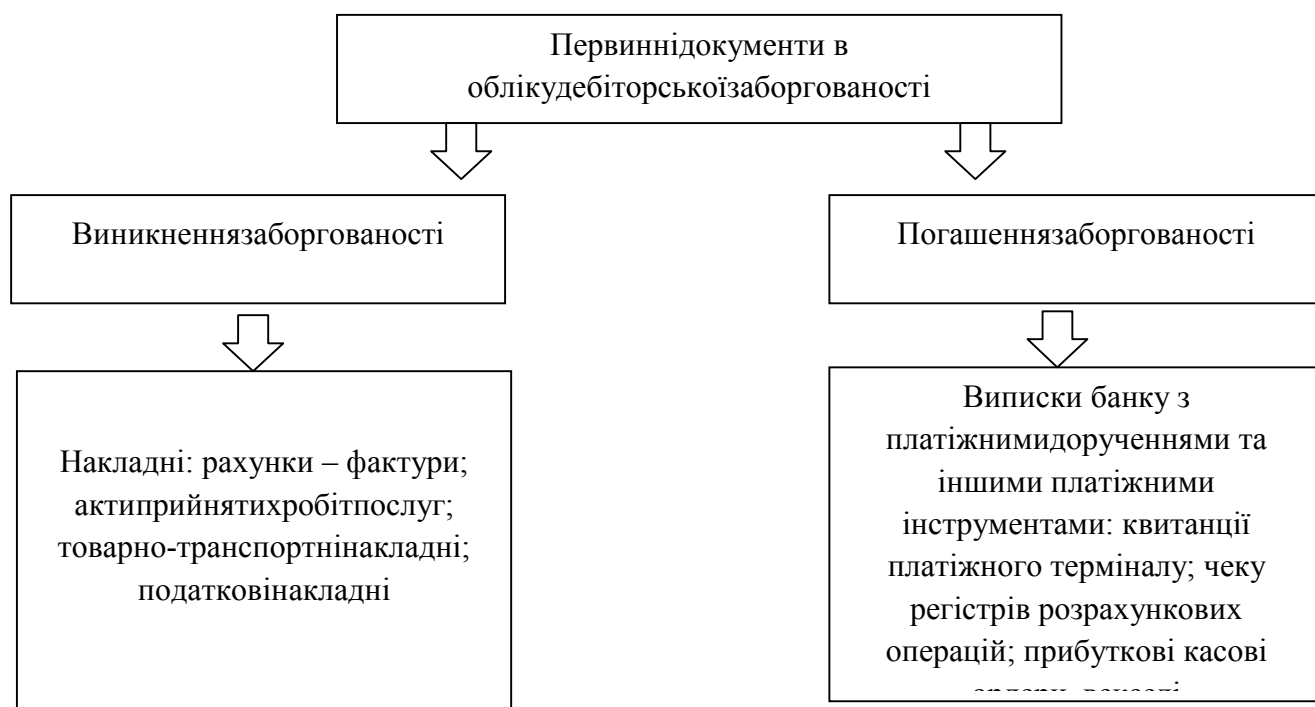 Первиннідокументи в
облікудебіторськоїзаборгованості
Виникненнязаборгованості
Погашеннязаборгованості
Накладні: рахунки – фактури;
актиприйнятихробітпослуг;
товарно-транспортнінакладні;
податковінакладні
Виписки банку з
платіжнимидорученнями та
іншими платіжними
інструментами: квитанції
платіжного терміналу; чеку
регістрів розрахункових
операцій; прибуткові касові